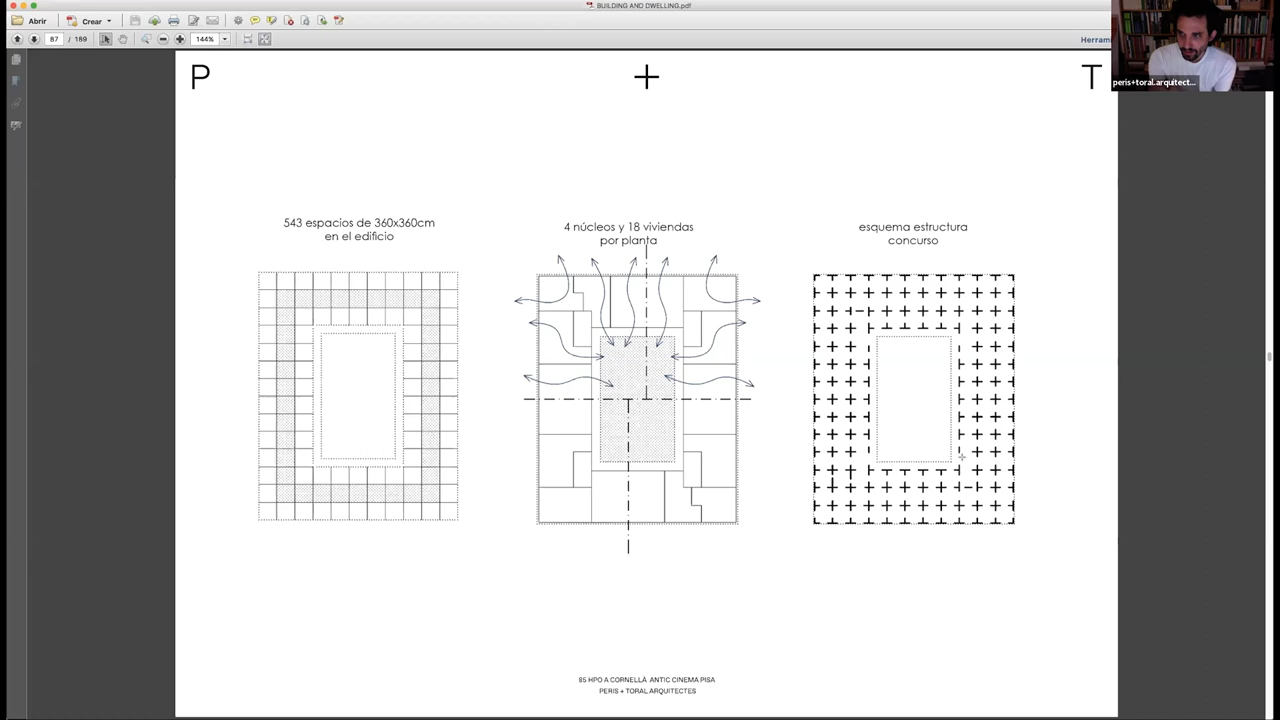 BUILDING AND DWELLING.pdf
Abrir
Crear
87 / 189
144%
Herrami
peris+toral.arquitect...
P + T
543 espacios de 360x360cm
en el edificio
4 núcleos y 18 viviendas
por planta
esquema estructura
concurso
85 HPO A CORNELLÀ ANTIC CINEMA PISA
PERIS + TORAL ARQUITECTES